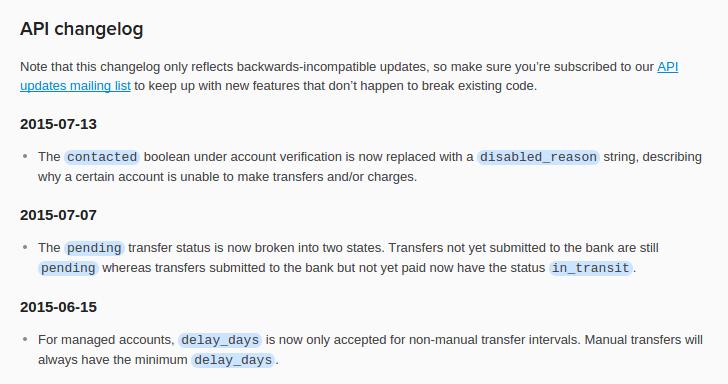 API changelog
Note that this changelog only reflects backwards-incompatible updates, so make sure you're subscribed to our API
updates mailing list to keep up with new features that don't happen to break existing code.
2015-07-13
• The contacted boolean under account verification is now replaced with a disabled_reason string, describing
why a certain account is unable to make transfers and/or charges.
2015-07-07
• The pending transfer status is now broken into two states. Transfers not yet submitted to the bank are still
pending whereas transfers submitted to the bank but not yet paid now have the status in_transit.
2015-06-15
• For managed accounts, delay_days is now only accepted for non-manual transfer intervals. Manual transfers will
always have the minimum delay_days.